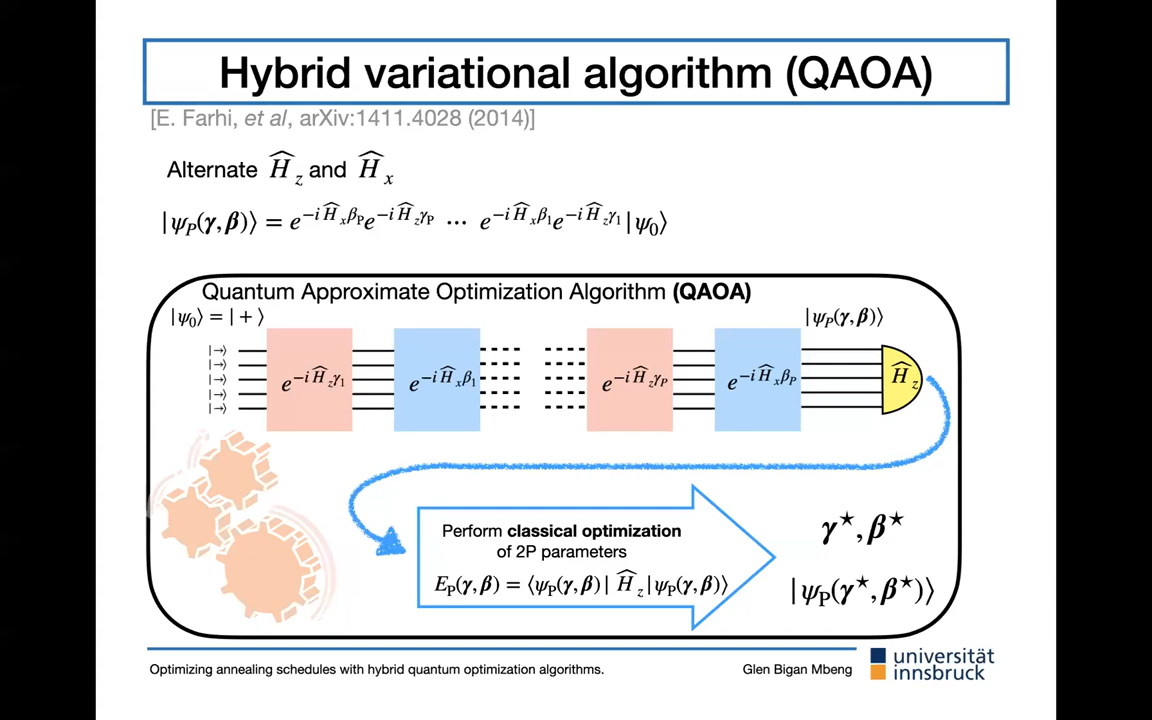 Hybrid variational algorithm (QAOA)
[E. Farhi, et al, arXiv:1411.4028 (2014)]
Alternate Ĥ_z and Ĥ_x
|ψ_P(γ, β)⟩ = e^{−iĤ_xβ_P}e^{−iĤ_zγ_P} ⋯ e^{−iĤ_xβ_1}e^{−iĤ_zγ_1}|ψ_0⟩
Quantum Approximate Optimization Algorithm (QAOA)
|ψ_0⟩ = |+⟩
|ψ_P(γ, β)⟩
|→⟩
|→⟩
|→⟩
|→⟩
|→⟩
e^{−iĤ_zγ_1}
e^{−iĤ_xβ_1}
e^{−iĤ_zγ_P}
e^{−iĤ_xβ_P}
Ĥ_z
Perform classical optimization
of 2P parameters
E_P(γ, β) = ⟨ψ_P(γ, β)| Ĥ_z|ψ_P(γ, β)⟩
γ^★, β^★
|ψ_P(γ^★, β^★)⟩
Optimizing annealing schedules with hybrid quantum optimization algorithms.
Glen Bigan Mbeng
universität
innsbruck